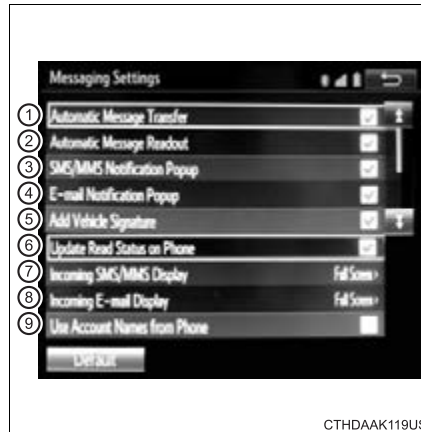 Messaging Settings
1 Automatic Message Transfer
2 Automatic Message Readout
3 SMS/MMS Notification Popup
4 E-mail Notification Popup
5 Add Vehicle Signature
6 Update Read Status on Phone
7 Incoming SMS/MMS Display Full Screen
8 Incoming E-mail Display Full Screen
9 Use Account Names from Phone
Default
CTHDAAK119US